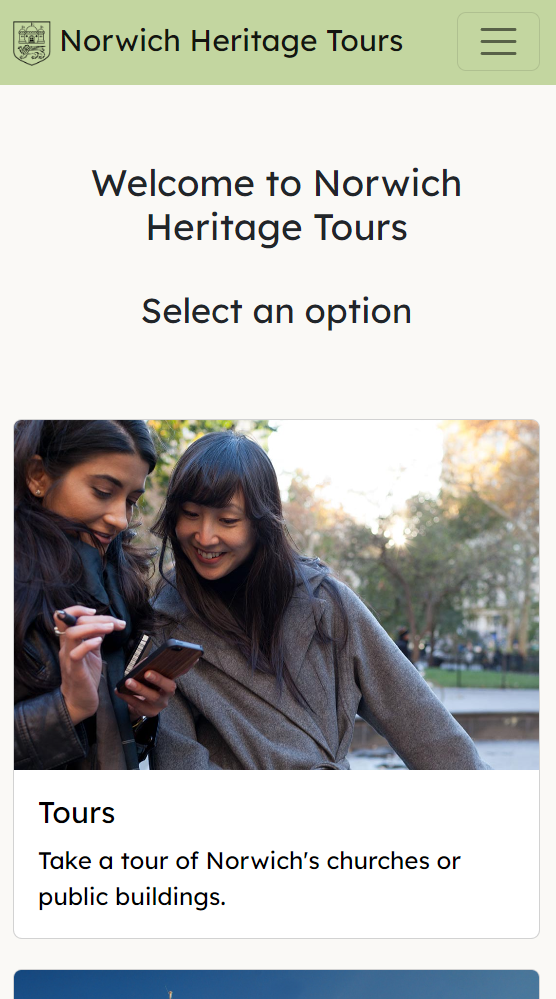 Norwich Heritage Tours
Welcome to Norwich
Heritage Tours
Select an option
Tours
Take a tour of Norwich's churches or
public buildings.